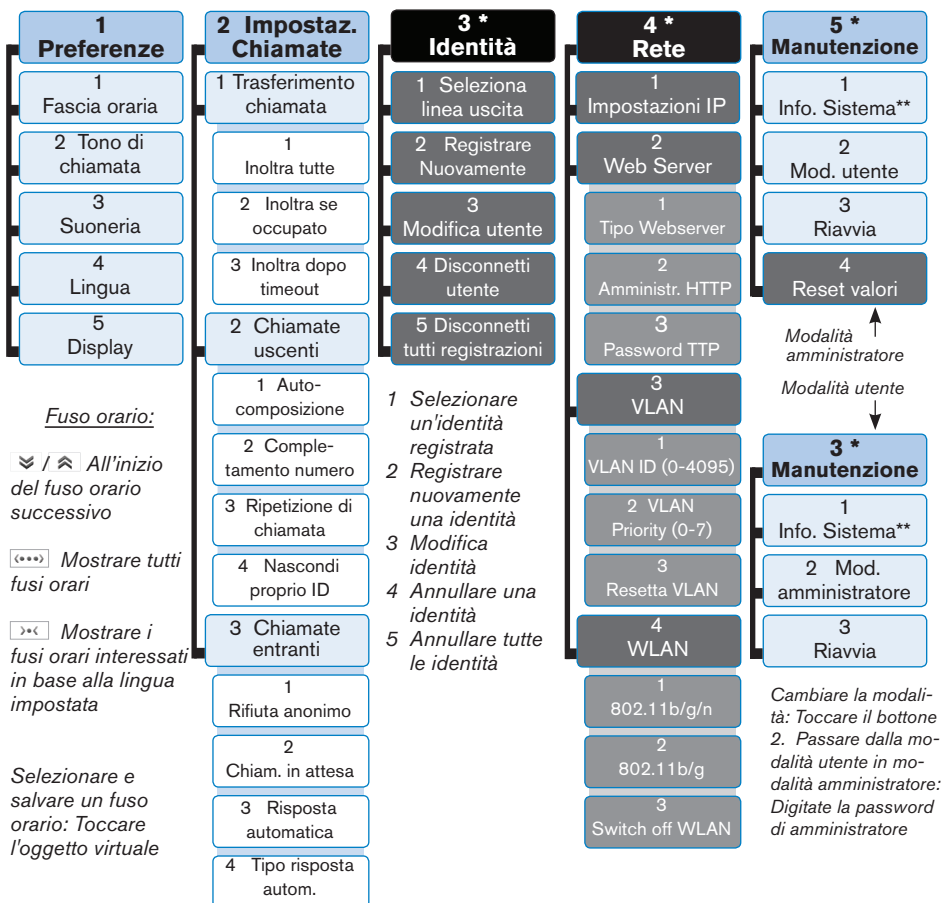 1
Preferenze
1
Fascia oraria
2 Tono di
chiamata
3
Suoneria
4
Lingua
5
Display
Fuso orario:
/ All'inizio
del fuso orario
successivo
Mostrare tutti
fusi orari
Mostrare i
fusi orari interessati
in base alla lingua
impostata
Selezionare e
salvare un fuso
orario: Toccare
l'oggetto virtuale
2 Impostaz.
Chiamate
1 Trasferimento
chiamata
1
Inoltra tutte
2 Inoltra se
occupato
3 Inoltra dopo
timeout
2 Chiamate
uscenti
1 Auto-
composizione
2 Comple-
tamento numero
3 Ripetizione di
chiamata
4 Nascondi
proprio ID
3 Chiamate
entranti
1
Rifiuta anonimo
2
Chiam. in attesa
3 Risposta
automatica
4 Tipo risposta
autom.
3 *
Identità
1 Seleziona
linea uscita
2 Registrare
Nuovamente
3
Modifica utente
4 Disconnetti
utente
5 Disconnetti
tutti registrazioni
1 Selezionare
un'identità
registrata
2 Registrare
nuovamente
una identità
3 Modifica
identità
4 Annullare una
identità
5 Annullare tutte
le identità
4 *
Rete
1
Impostazioni IP
2
Web Server
1
Tipo Webserver
2
Amministr. HTTP
3
Password TTP
3
VLAN
1
VLAN ID (0-4095)
2 VLAN
Priority (0-7)
3
Resetta VLAN
4
WLAN
1
802.11b/g/n
2
802.11b/g
3
Switch off WLAN
5 *
Manutenzione
1
Info. Sistema**
2
Mod. utente
3
Riavvia
4
Reset valori
Modalità
amministratore
Modalità utente
3 *
Manutenzione
1
Info. Sistema**
2 Mod.
amministratore
3
Riavvia
Cambiare la modali-
tà: Toccare il bottone
2. Passare dalla mo-
dalità utente in mo-
dalità amministratore:
Digitate la password
di amministratore